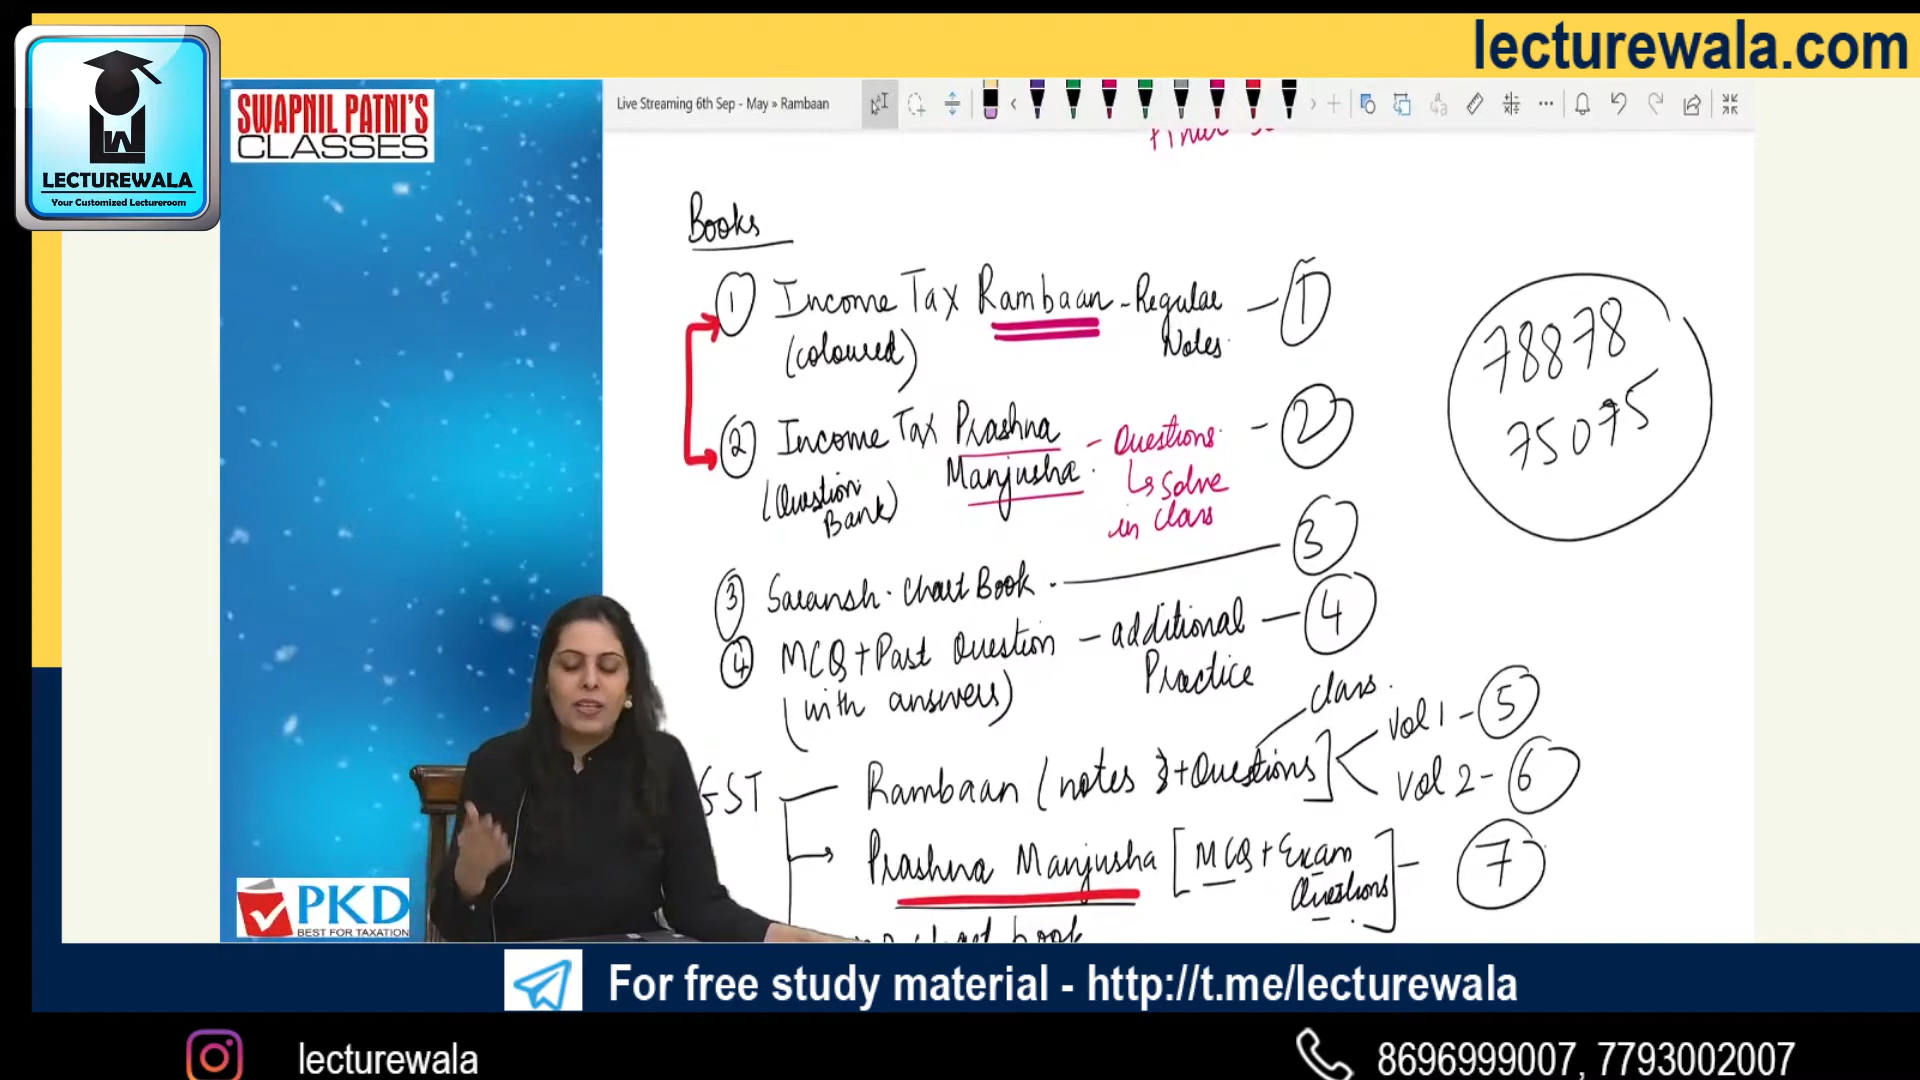 lecturewala.com
LW
LECTUREWALA
Your Customized Lectureroom
SWAPNIL PATNI'S
CLASSES
Live Streaming 6th Sep - May » Rambaan
Books
1 Income Tax Rambaan - Regular Notes - 1
(coloured)
78878
75075
2 Income Tax Prashna Manjusha - Questions - 2
(Question Bank)
↳ Solve in class
3 Saransh Chart Book - 3
4 MCQ + Past Question - additional Practice - 4
(with answers)
class
GST
Rambaan (notes + Questions]
Vol 1 - 5
Vol 2 - 6
Prashna Manjusha [MCQ + Exam Questions] - 7
chart book
PKD
BEST FOR TAXATION
For free study material - http://t.me/lecturewala
lecturewala
8696999007, 7793002007